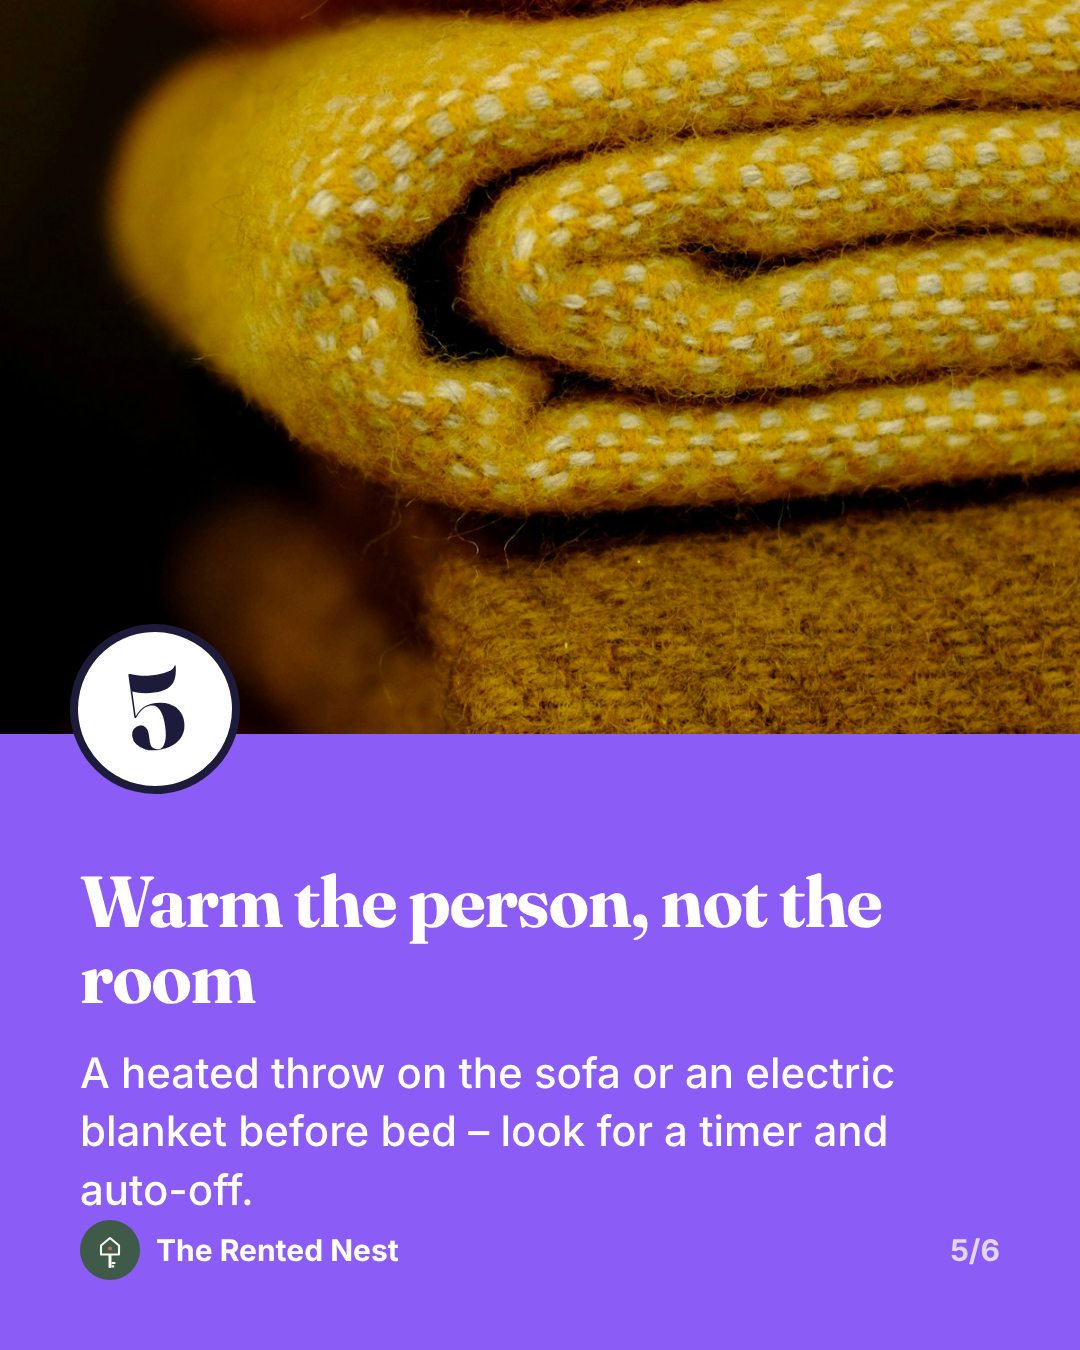 5
Warm the person, not the
room
A heated throw on the sofa or an electric
blanket before bed – look for a timer and
auto-off.
The Rented Nest
5/6